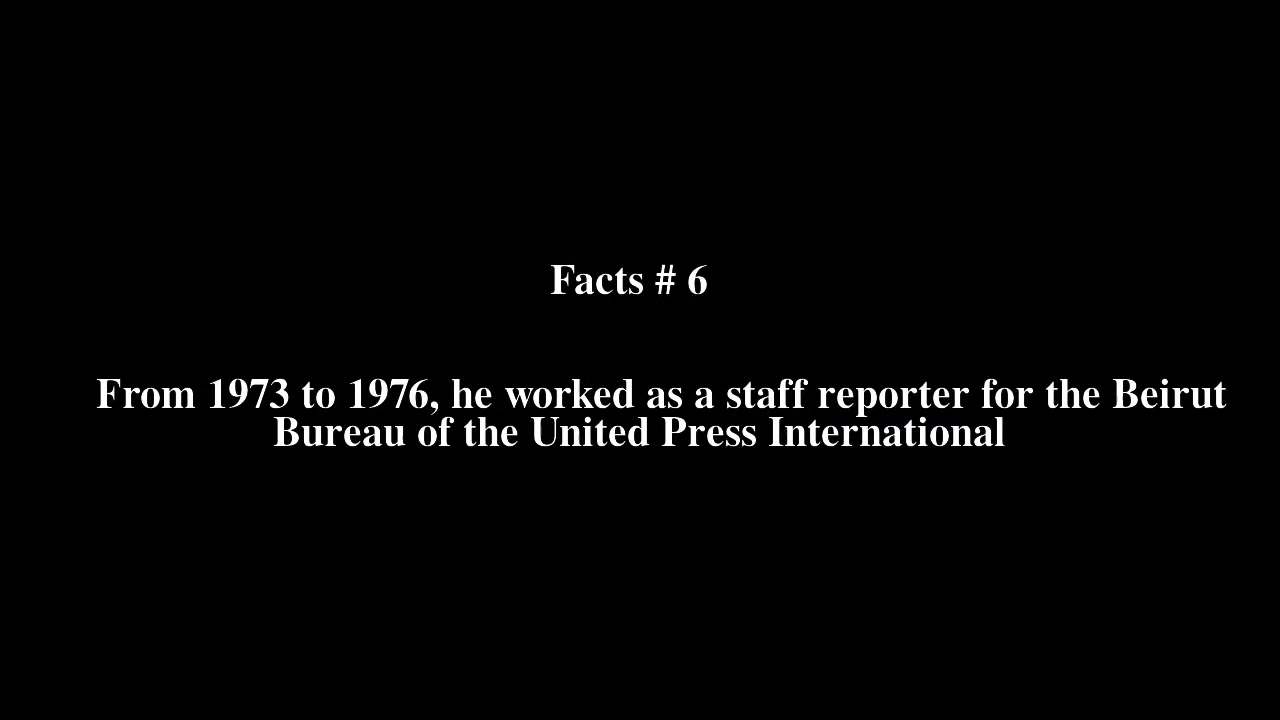 Facts # 6
From 1973 to 1976, he worked as a staff reporter for the Beirut
Bureau of the United Press International